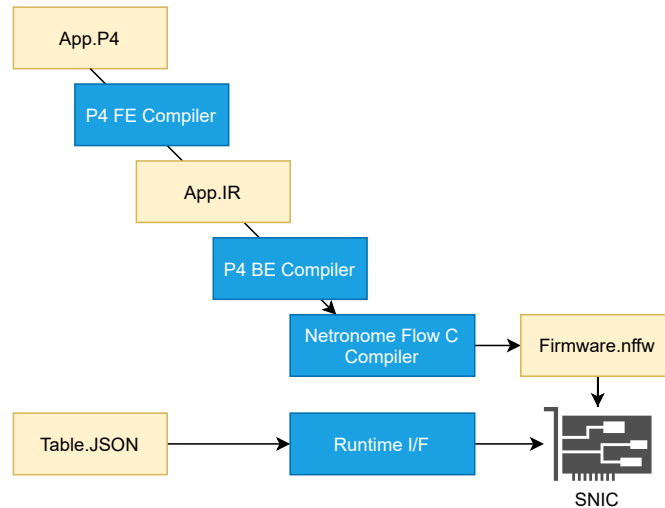 App.P4
P4 FE Compiler
App.IR
P4 BE Compiler
Netronome Flow C
Compiler
Firmware.nffw
Table.JSON
Runtime I/F
SNIC